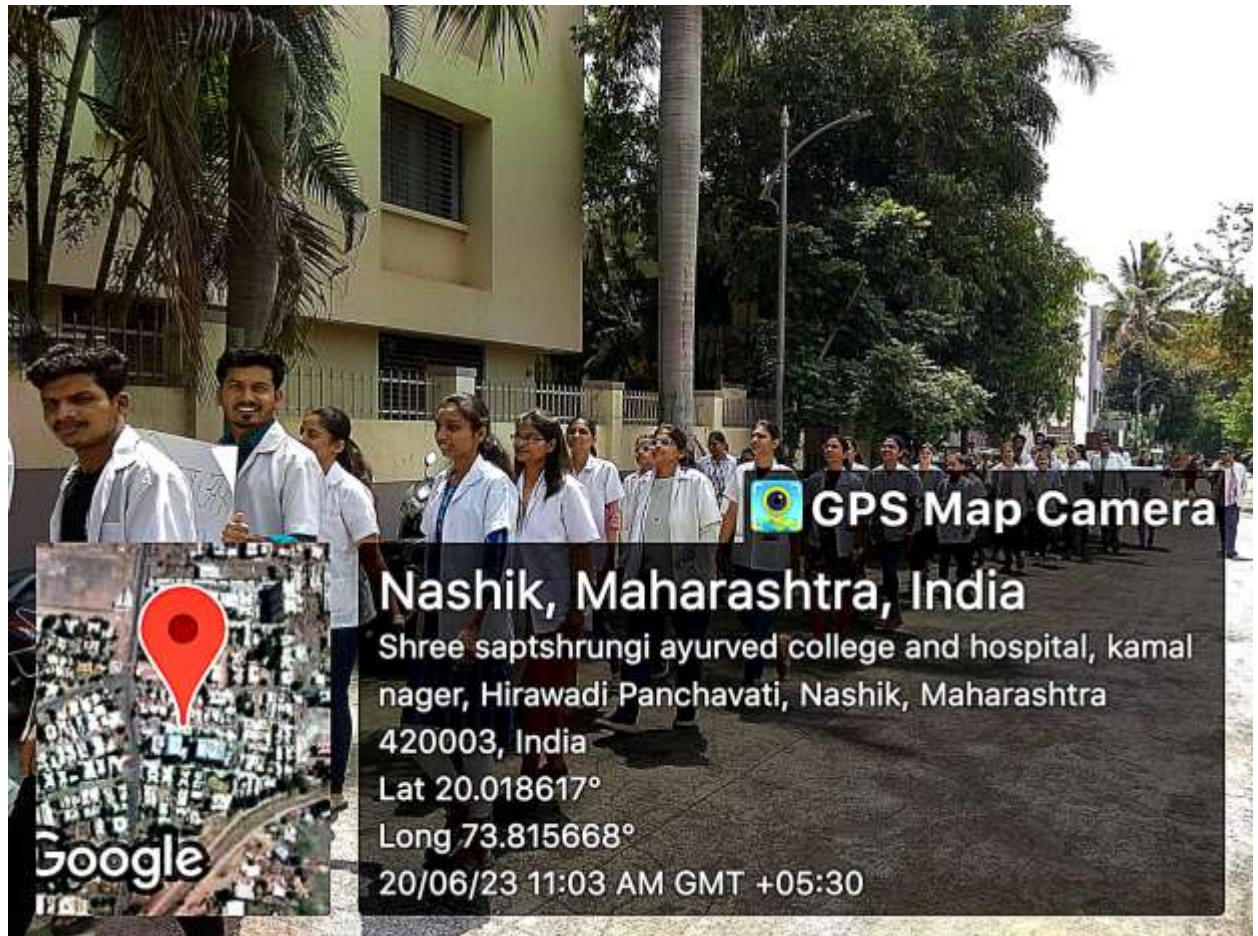 GPS Map Camera
Nashik, Maharashtra, India
Shree saptshrungi ayurved college and hospital, kamal
nager, Hirawadi Panchavati, Nashik, Maharashtra
420003, India
Lat 20.018617°
Long 73.815668°
20/06/23 11:03 AM GMT +05:30
Google